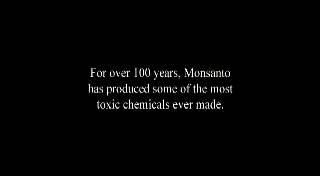 For over 100 years, Monsanto
has produced some of the most
toxic chemicals ever made.